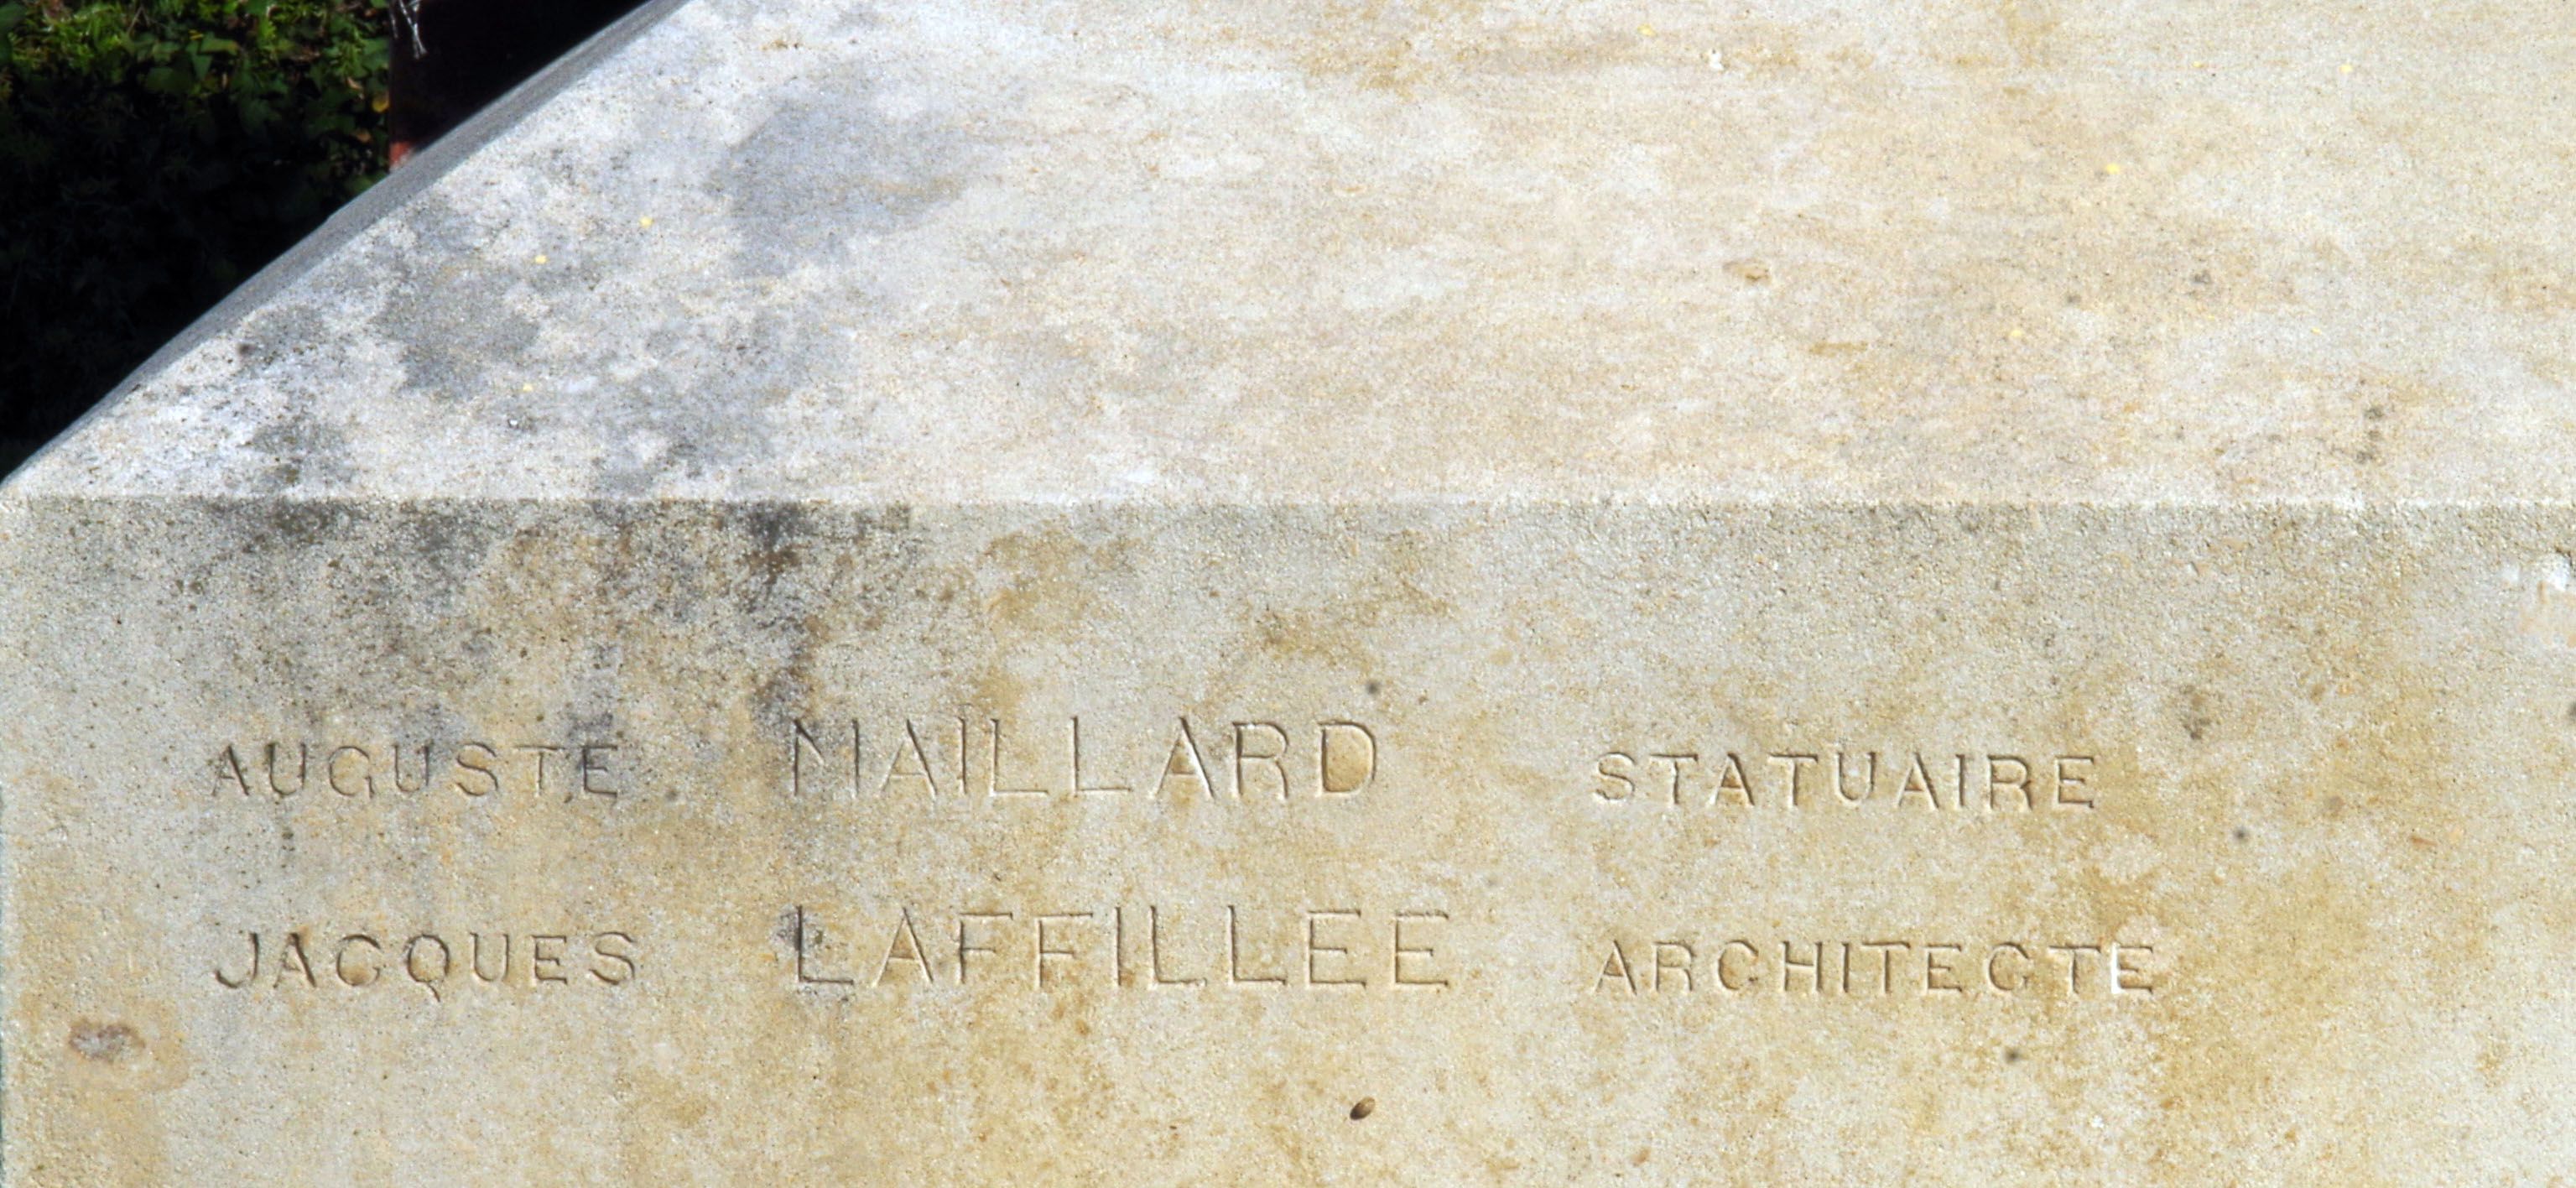 AUGUSTE MAILLARD STATUAIRE
JACQUES LAFFILLEE ARCHITECTE